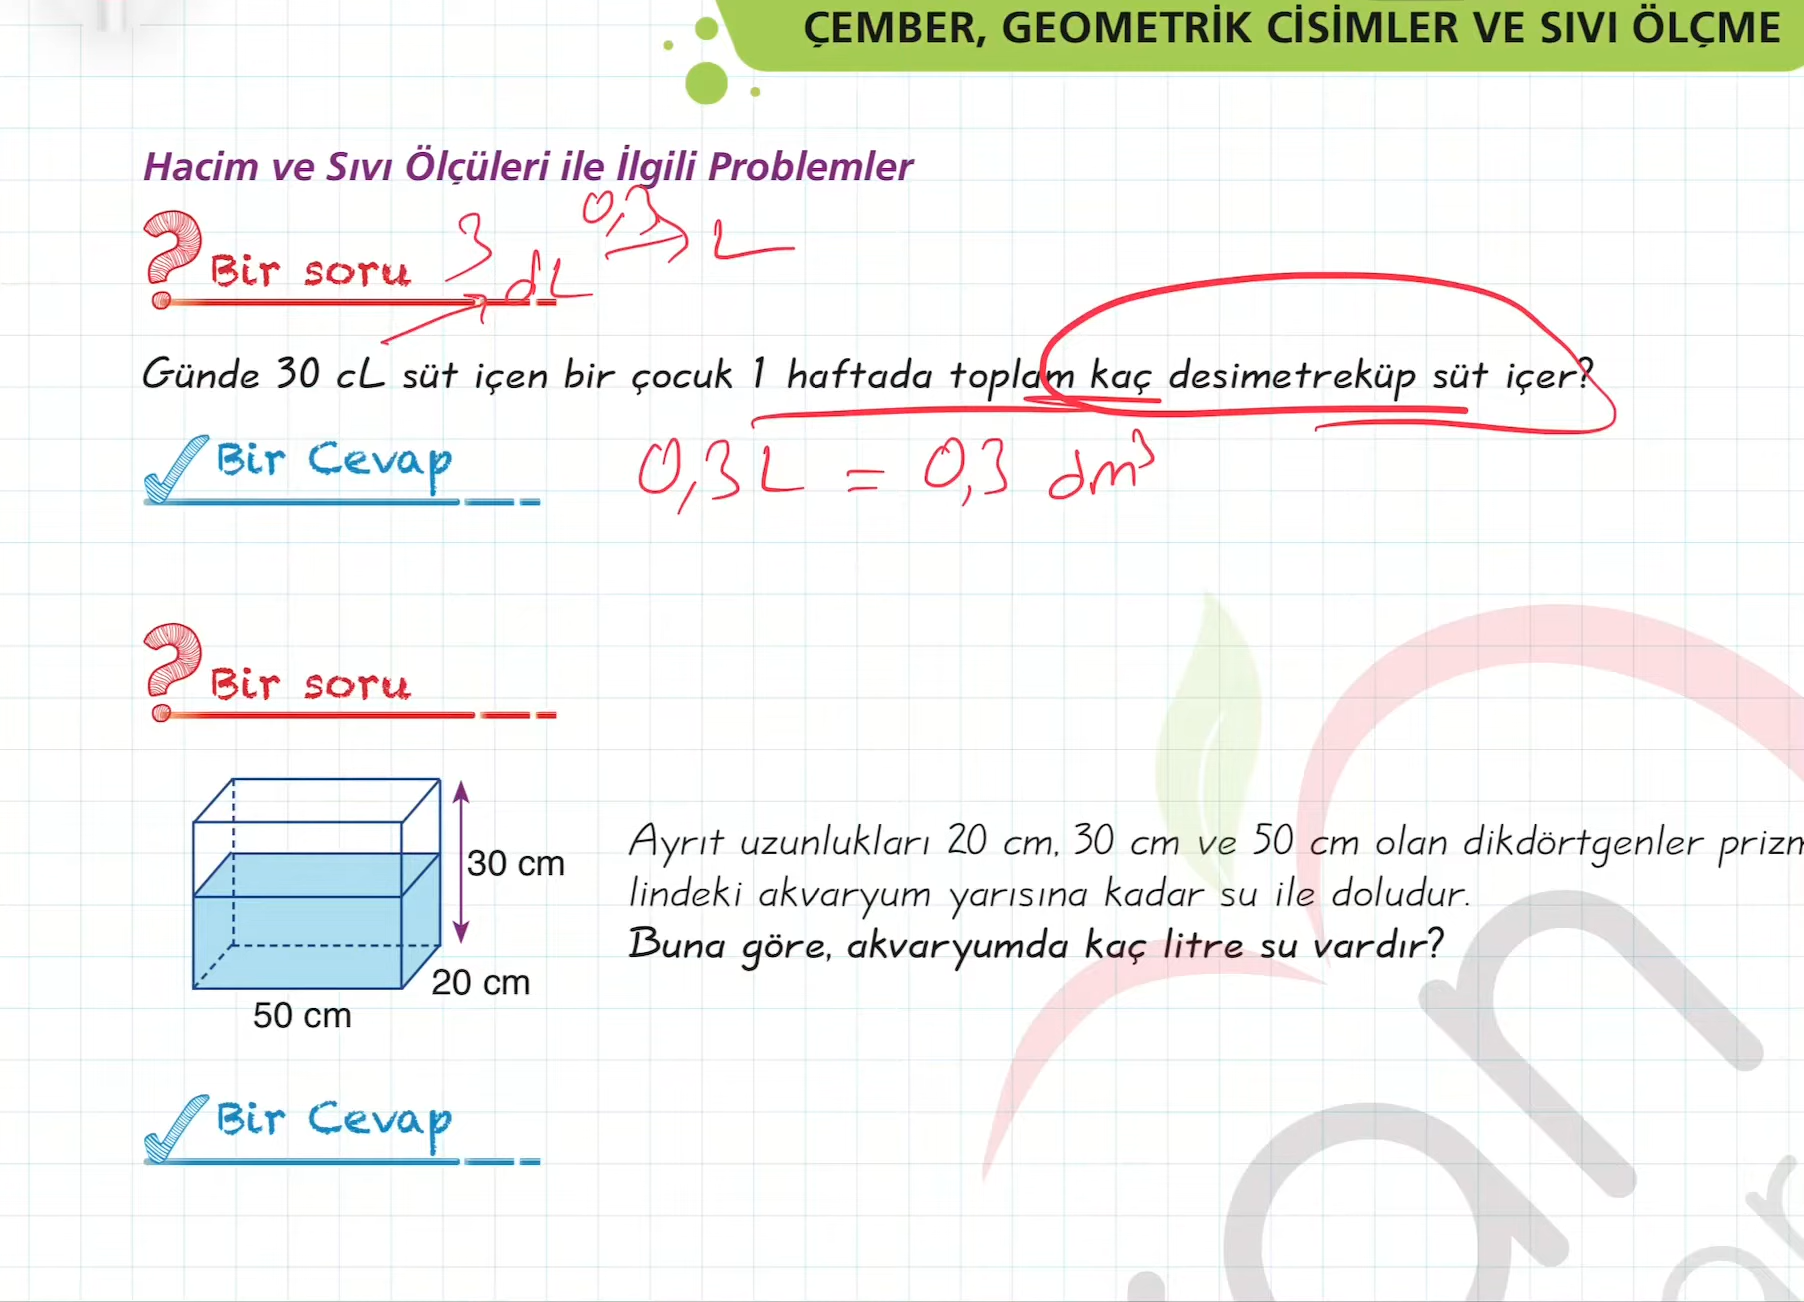 ÇEMBER, GEOMETRİK CİSİMLER VE SIVI ÖLÇME
Hacim ve Sıvı Ölçüleri ile İlgili Problemler
Bir soru
3 dL 0,3 L
Günde 30 cL süt içen bir çocuk 1 haftada toplam kaç desimetreküp süt içer?
Bir Cevap
0,3 L = 0,3 dm³
Bir soru
30 cm
20 cm
50 cm
Ayrıt uzunlukları 20 cm, 30 cm ve 50 cm olan dikdörtgenler
lindeki akvaryum yarısına kadar su ile doludur.
Buna göre, akvaryumda kaç litre su vardır?
Bir Cevap